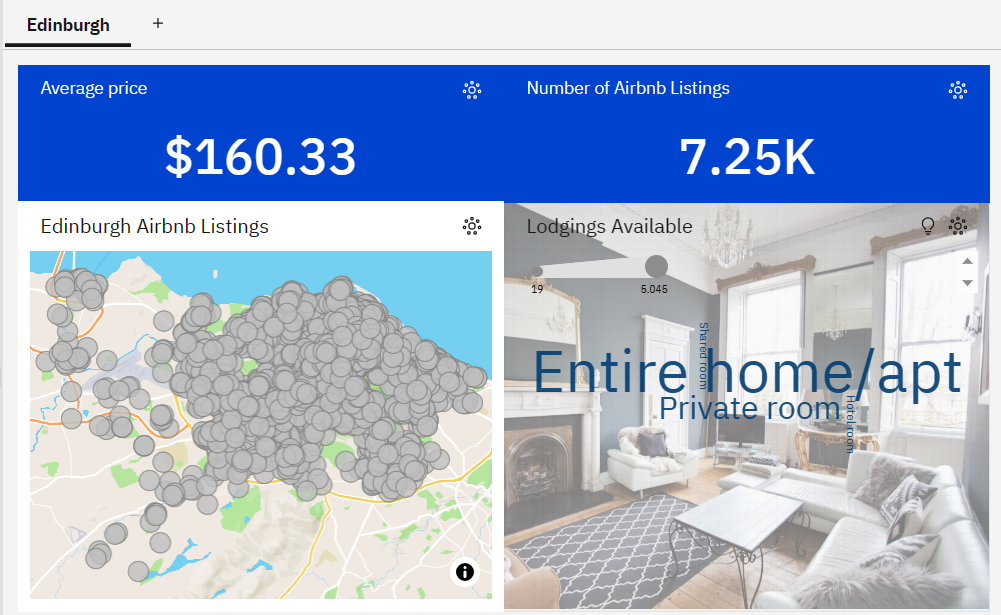 Edinburgh +
Average price
$160.33
Number of Airbnb Listings
7.25K
Edinburgh Airbnb Listings
Lodgings Available
19
5.045
Shared room
Entire home/apt
Private room
Hotel room